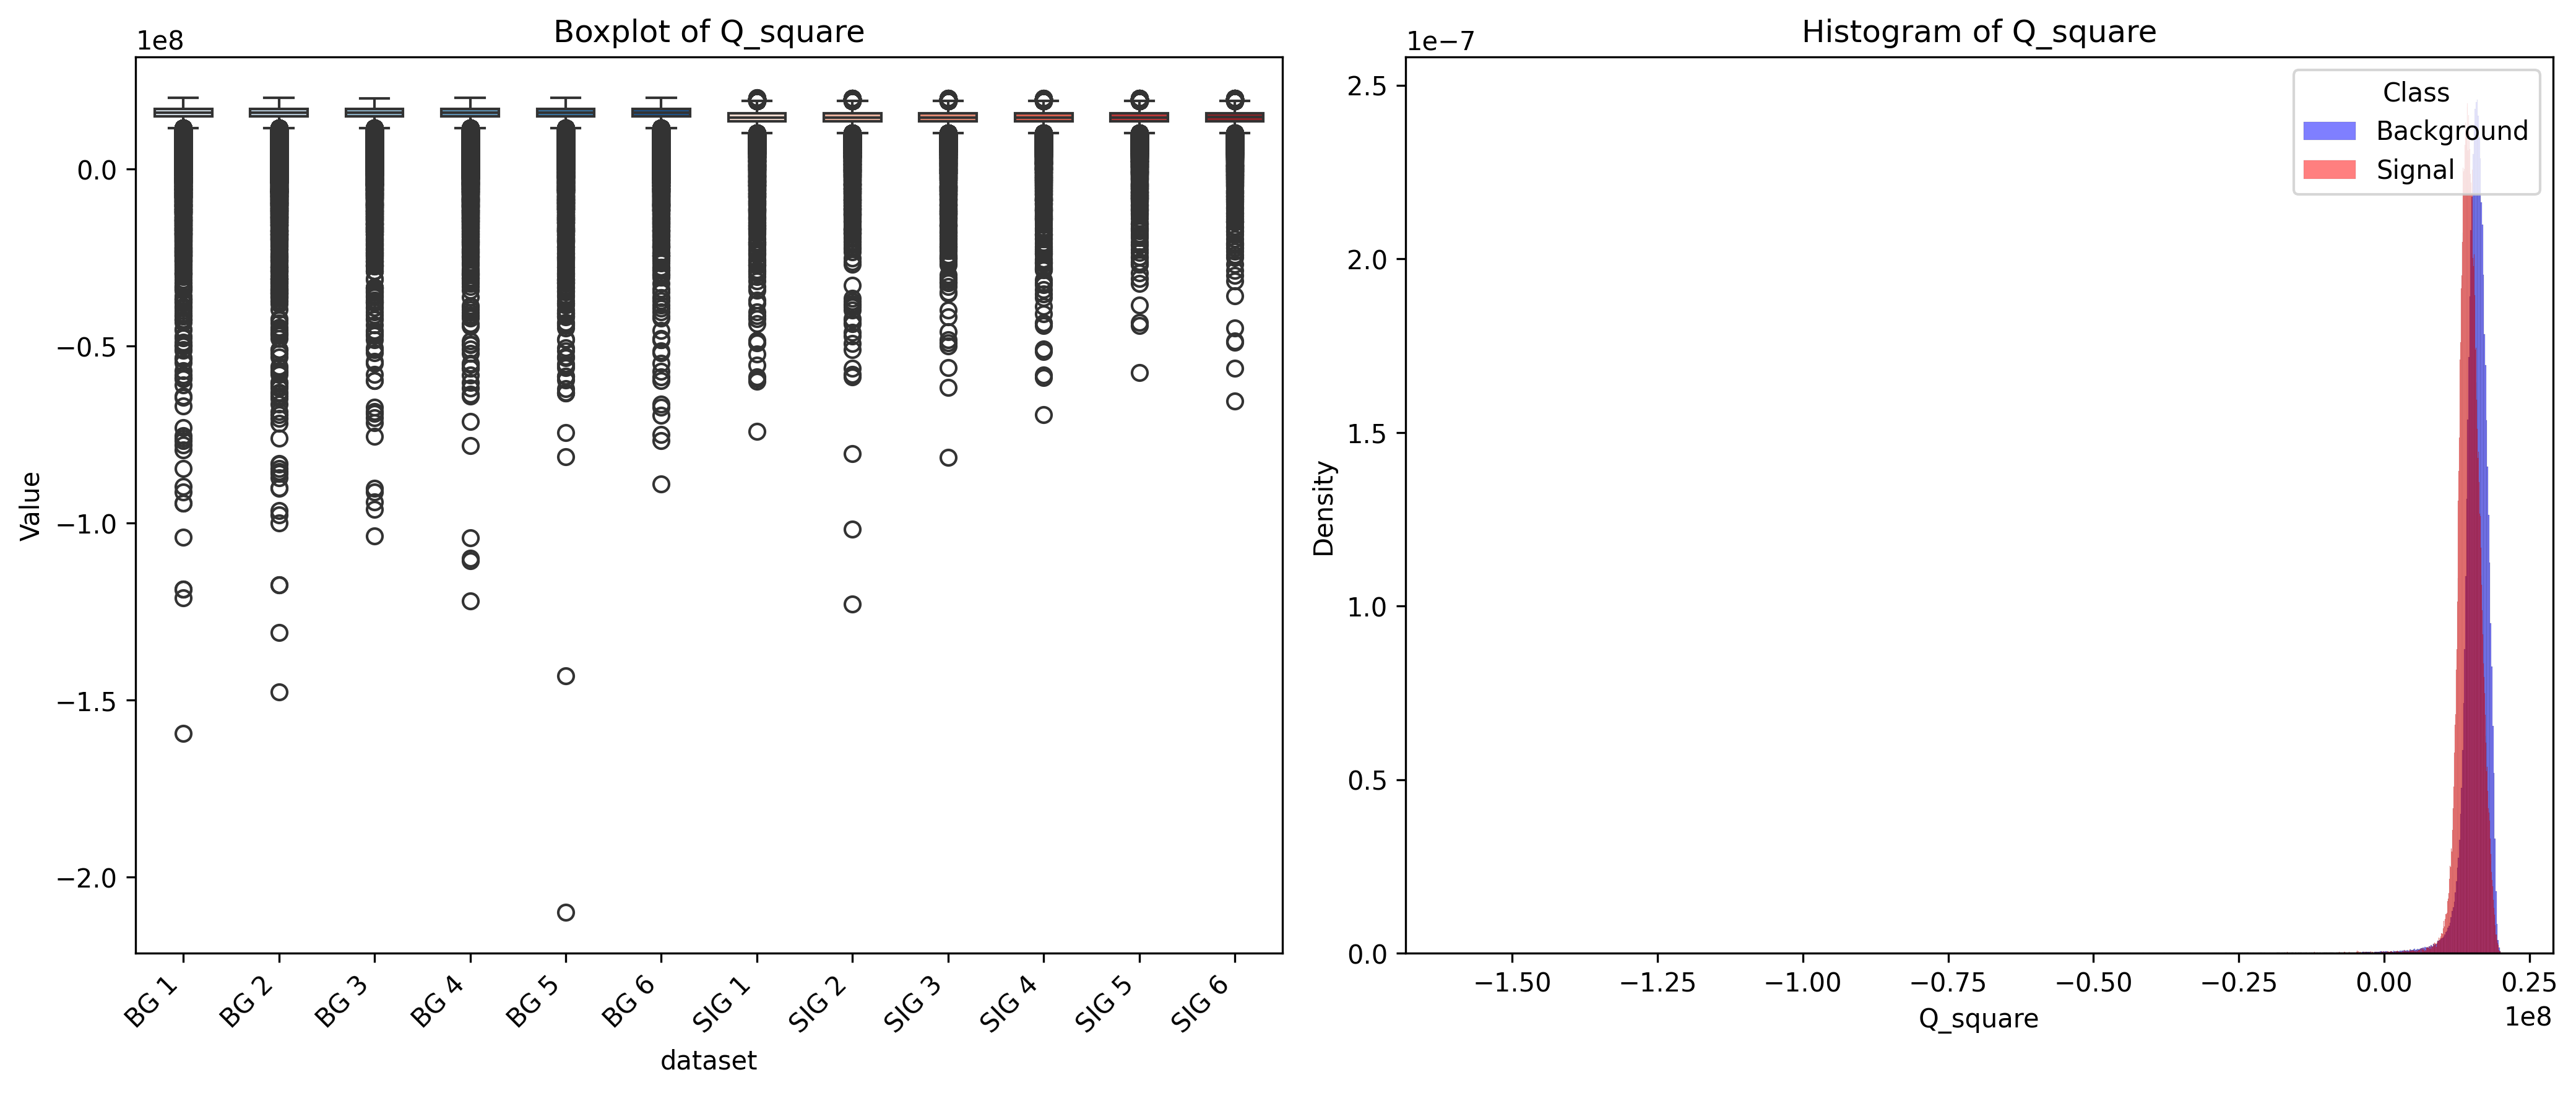 Boxplot of Q_square
1e8
0.0
−0.5
−1.0
−1.5
−2.0
Value
BG 1
BG 2
BG 3
BG 4
BG 5
BG 6
SIG 1
SIG 2
SIG 3
SIG 4
SIG 5
SIG 6
dataset
Histogram of Q_square
1e−7
2.5
2.0
1.5
1.0
0.5
0.0
Density
Class
Background
Signal
−1.50
−1.25
−1.00
−0.75
−0.50
−0.25
0.00
0.25
1e8
Q_square